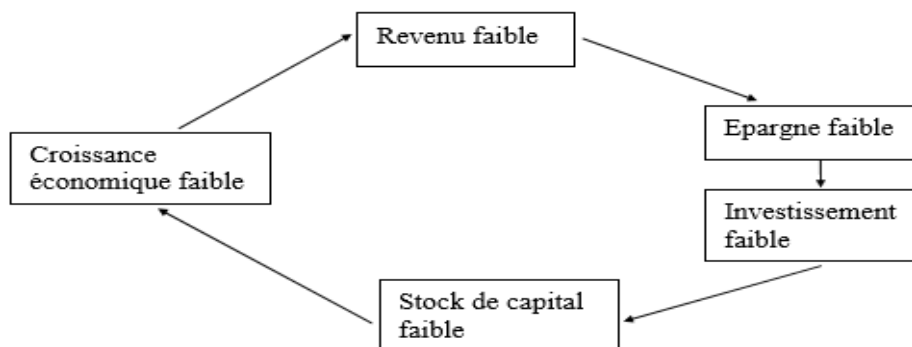 Revenu faible
Epargne faible
Investissement
faible
Stock de capital
faible
Croissance
économique faible